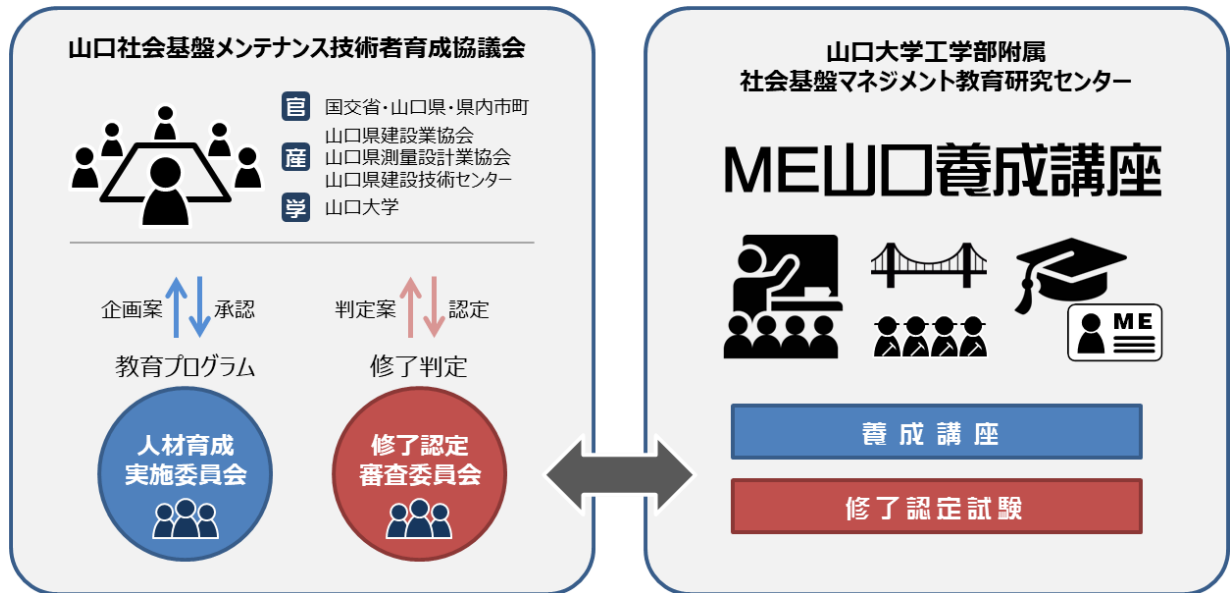 山口社会基盤メンテナンス技術者育成協議会
官 国交省・山口県・県内市町
山口県建設業協会
産 山口県測量設計業協会
山口県建設技術センター
学 山口大学
企画案 承認
教育プログラム
人材育成
実施委員会
判定案 認定
修了判定
修了認定
審査委員会
山口大学工学部附属
社会基盤マネジメント教育研究センター
ME山口養成講座
ME
養成講座
修了認定試験